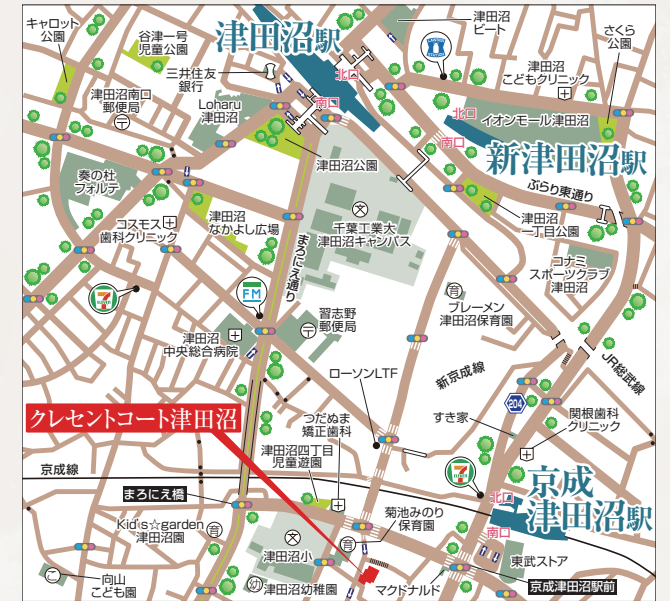 キャロット
公園
谷津一号
児童公園
津田沼駅
津田沼
ビート
さくら
公園
三井住友
銀行
北口
津田沼
こどもクリニック
津田沼南口
郵便局
Loharu
津田沼
南口
北口
イオンモール津田沼
南口
新津田沼駅
津田沼公園
奏の杜
フォルテ
ぶらり東通り
津田沼
なかよし広場
千葉工業大
津田沼キャンパス
津田沼
一丁目公園
コスモス
歯科クリニック
まろにえ通り
コナミ
スポーツクラブ
津田沼
7
ELEVEN
FM
習志野
郵便局
育
ブレーメン
津田沼保育園
津田沼
中央総合病院
JR総武線
ローソンLTF
新京成線
204
すき家
関根歯科
クリニック
クレセントコート津田沼
つだぬま
矯正歯科
津田沼四丁目
児童遊園
京成線
7
ELEVEN
まろにえ橋
北口
京成
津田沼駅
南口
菊池みのり
保育園
Kid's☆garden
津田沼園
育
文
津田沼小
育
東武ストア
向山
こども園
幼
津田沼幼稚園
マクドナルド
京成津田沼駅前